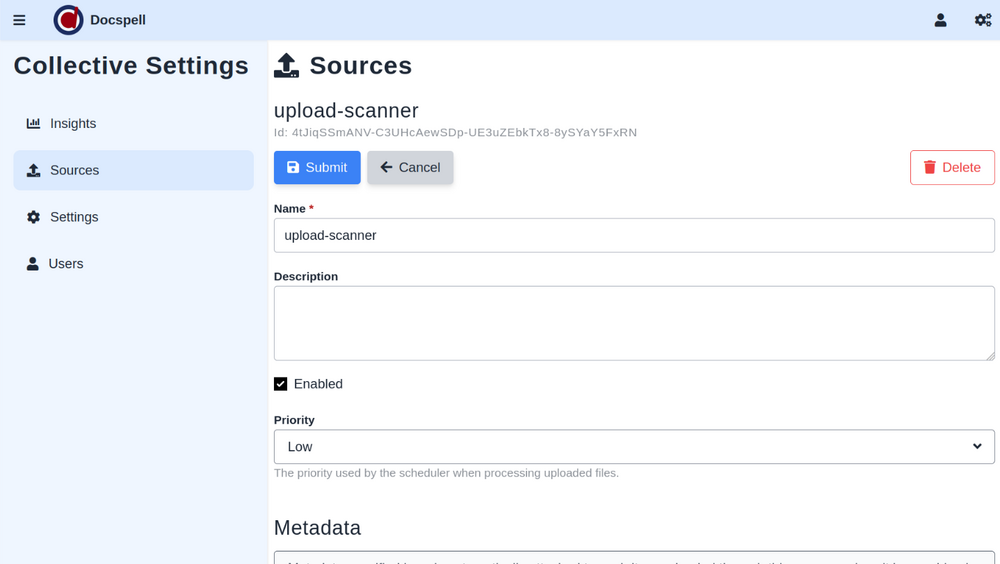 Docspell
Collective Settings
Insights
Sources
Settings
Users
Sources
upload-scanner
Id: 4tJiqSSmANV-C3UHcAewSDp-UE3uZEbkTx8-8ySYaY5FxRN
Submit
Cancel
Delete
Name *
upload-scanner
Description
Enabled
Priority
Low
The priority used by the scheduler when processing uploaded files.
Metadata